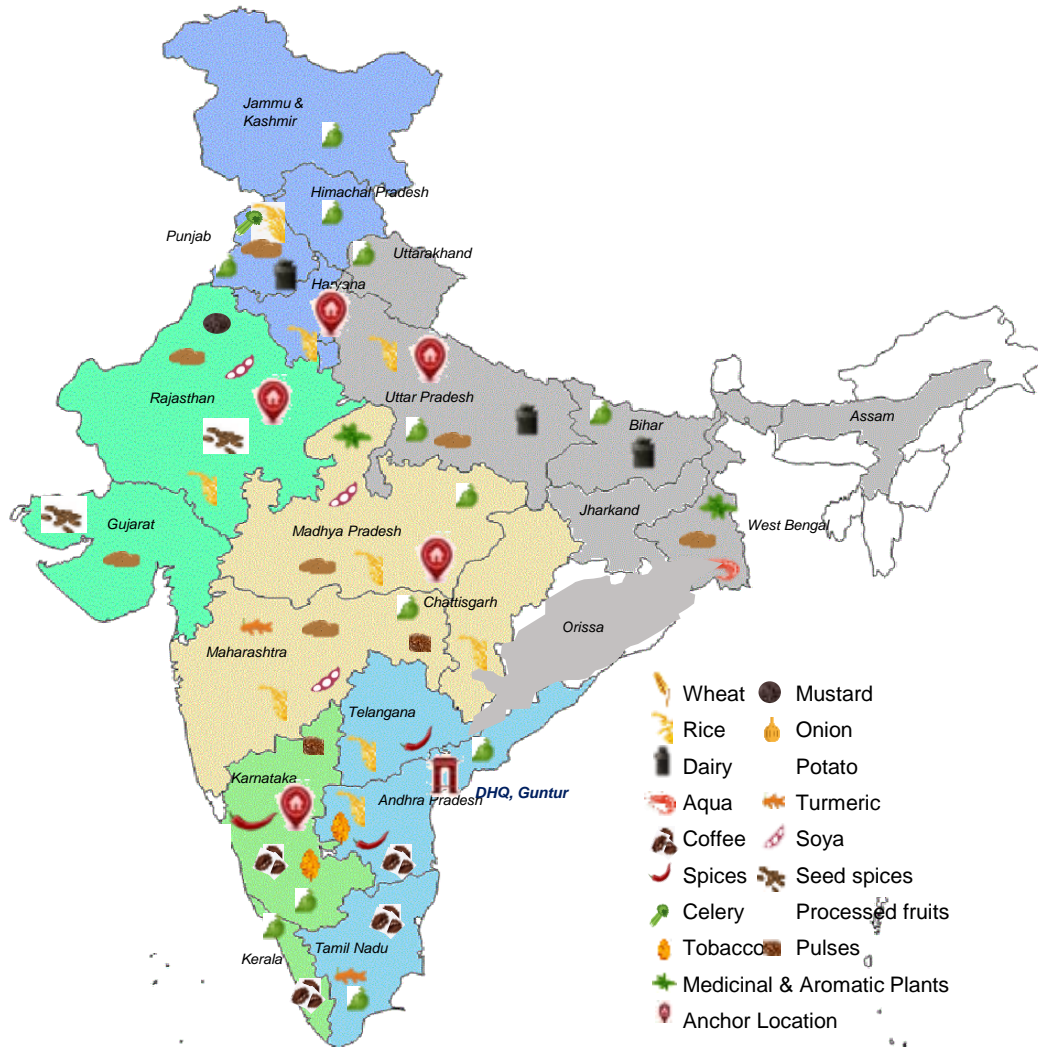 Jammu &
Kashmir
Himachal Pradesh
Punjab
Uttarakhand
Haryana
Rajasthan
Uttar Pradesh
Bihar
Assam
Gujarat
Madhya Pradesh
Jharkand
West Bengal
Chattisgarh
Orissa
Maharashtra
Telangana
Karnataka
Andhra Pradesh
DHQ, Guntur
Kerala
Tamil Nadu
Wheat
Mustard
Rice
Onion
Dairy
Potato
Aqua
Turmeric
Coffee
Soya
Spices
Seed spices
Celery
Processed fruits
Tobacco
Pulses
Medicinal & Aromatic Plants
Anchor Location